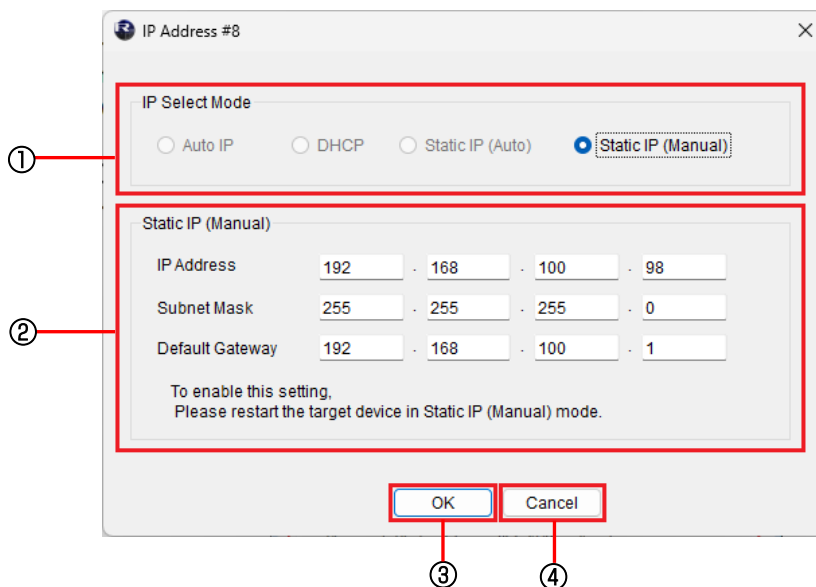 IP Address #8
IP Select Mode
Auto IP DHCP Static IP (Auto) Static IP (Manual)
①
Static IP (Manual)
IP Address 192 . 168 . 100 . 98
Subnet Mask 255 . 255 . 255 . 0
②
Default Gateway 192 . 168 . 100 . 1
To enable this setting,
Please restart the target device in Static IP (Manual) mode.
OK Cancel
③ ④